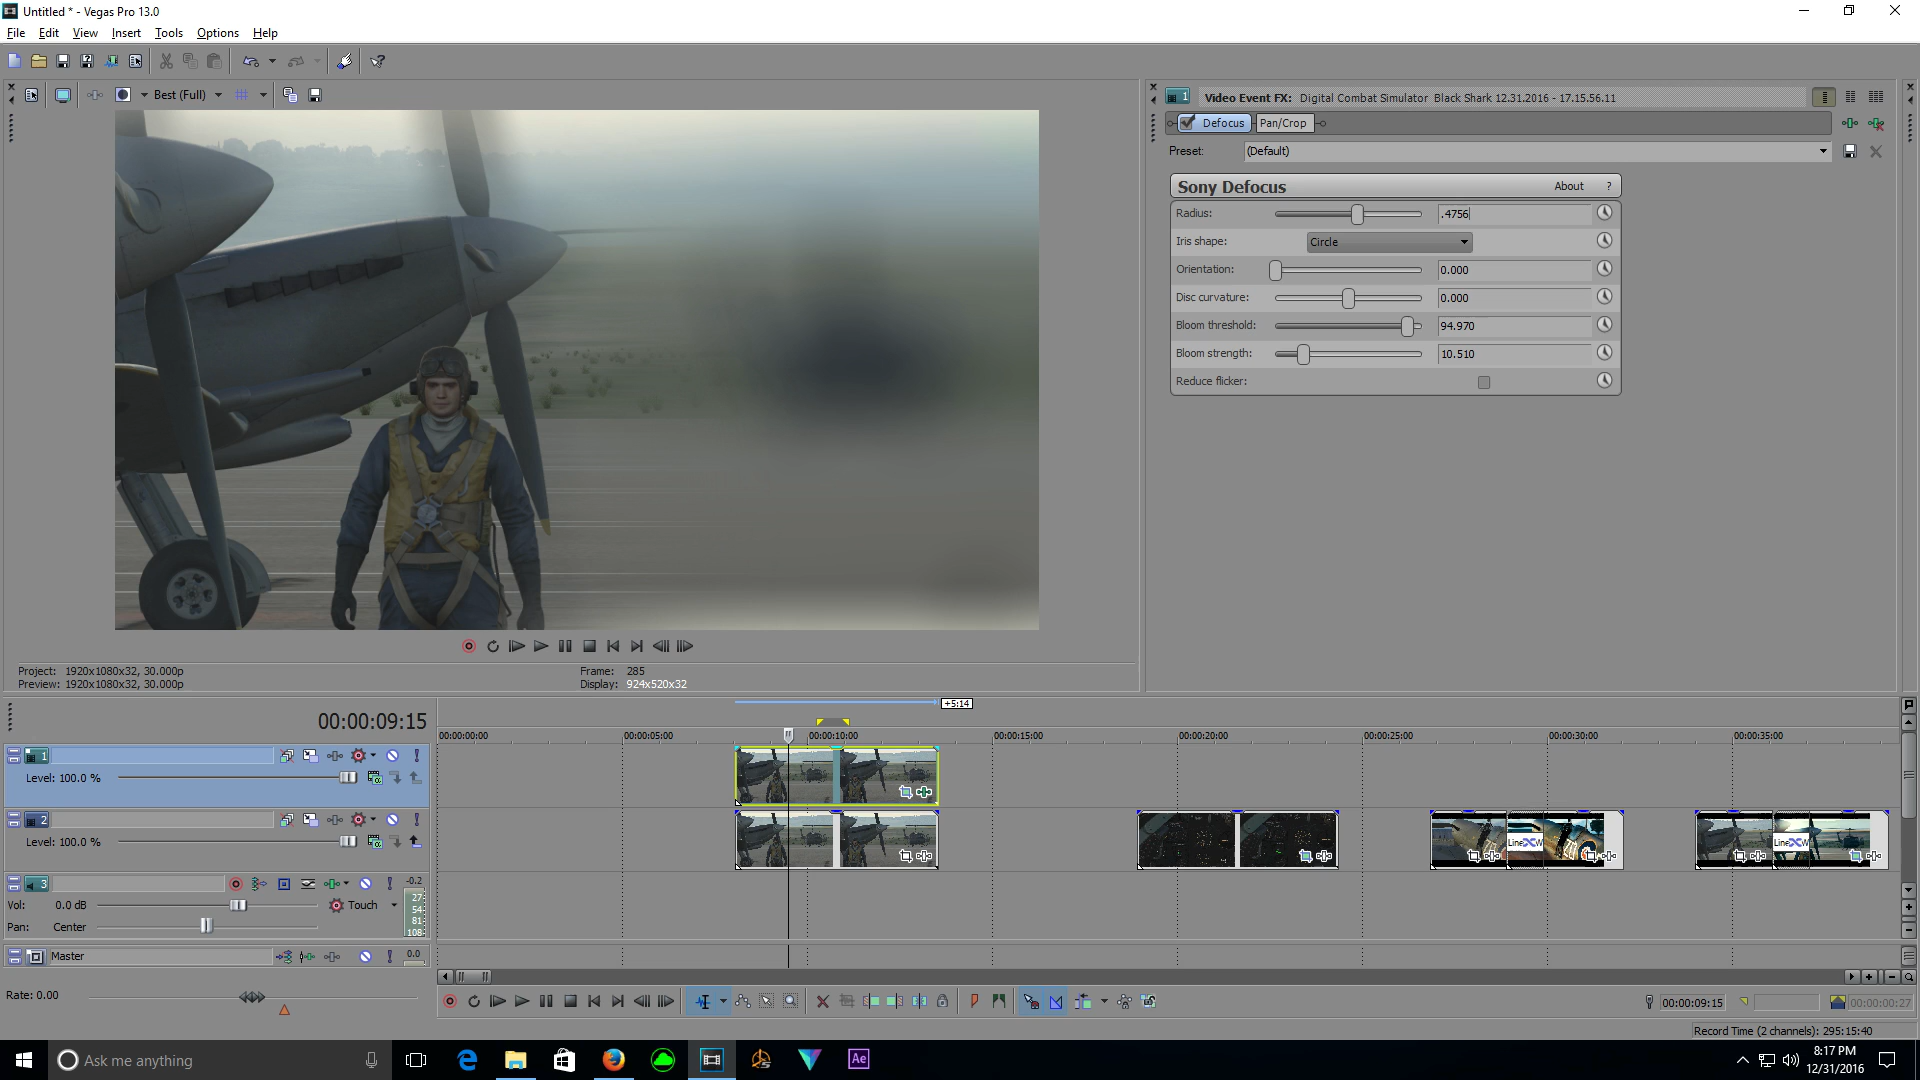 Untitled * - Vegas Pro 13.0
File Edit View Insert Tools Options Help
Best (Full)
1 Video Event FX: Digital Combat Simulator Black Shark 12.31.2016 - 17.15.56.11
Defocus Pan/Crop
Preset: (Default)
Sony Defocus About ?
Radius: .4756
Iris shape: Circle
Orientation: 0.000
Disc curvature: 0.000
Bloom threshold: 94.970
Bloom strength: 10.510
Reduce flicker:
Project: 1920x1080x32, 30.000p
Preview: 1920x1080x32, 30.000p
Frame: 285
Display: 924x520x32
+5:14
00:00:09:15
00:00:00:00 00:00:05:00 00:00:10:00 00:00:15:00 00:00:20:00 00:00:25:00 00:00:30:00 00:00:35:00
1
Level: 100.0 %
2
Level: 100.0 %
3
-0.2
27
54
81
108
Vol: 0.0 dB Touch
Pan: Center
Master 0.0
Rate: 0.00
00:00:09:15 00:00:00:27
Record Time (2 channels): 295:15:40
Ask me anything
Ae
8:17 PM
12/31/2016